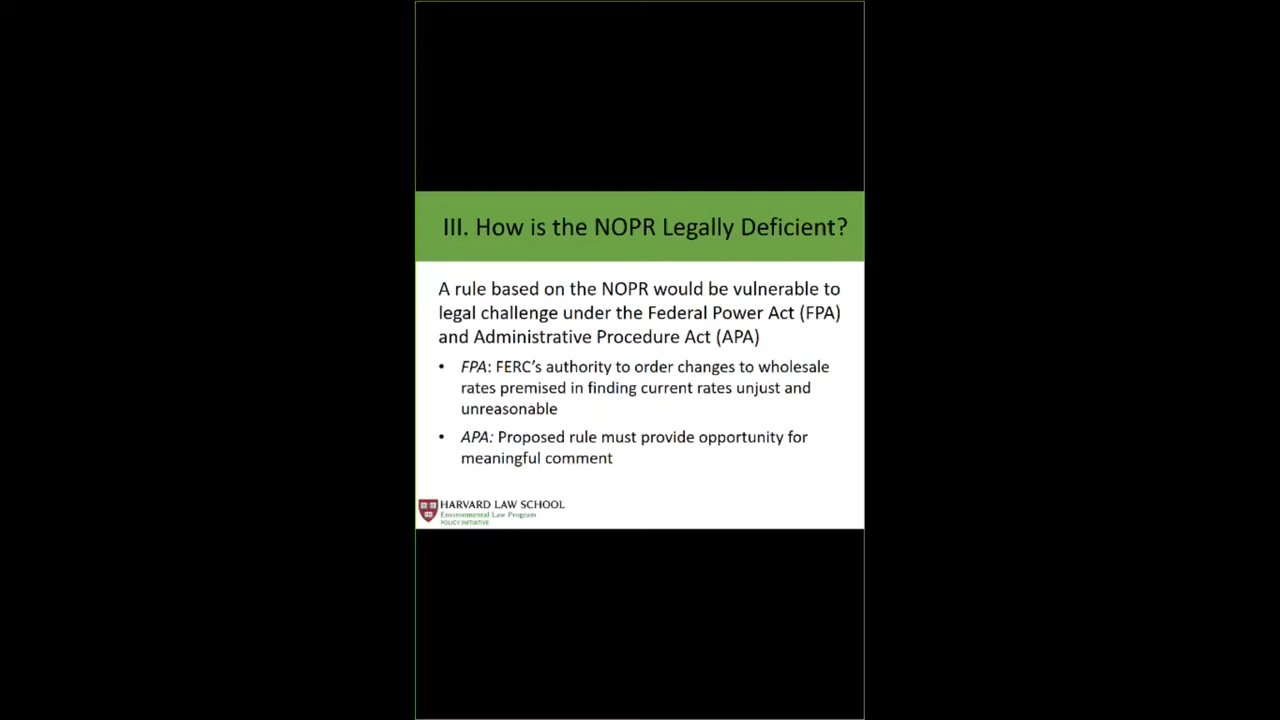 III. How is the NOPR Legally Deficient?
A rule based on the NOPR would be vulnerable to
legal challenge under the Federal Power Act (FPA)
and Administrative Procedure Act (APA)
• FPA: FERC's authority to order changes to wholesale
rates premised in finding current rates unjust and
unreasonable
• APA: Proposed rule must provide opportunity for
meaningful comment
HARVARD LAW SCHOOL
Environmental Law Program
POLICY INITIATIVE